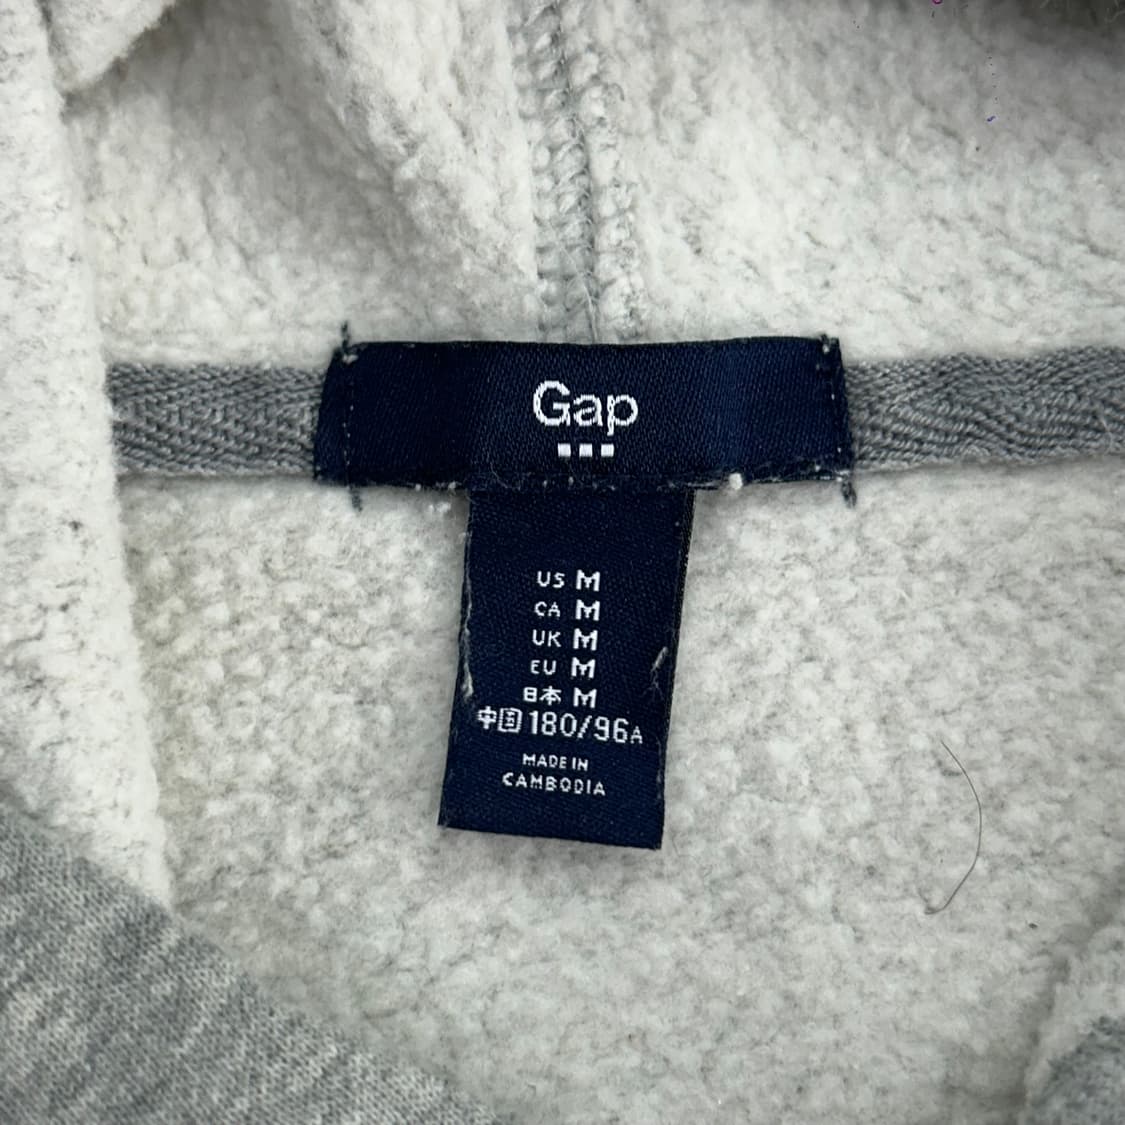 Gap
US M
CA M
UK M
EU M
日本 M
中国 180/96A
MADE IN
CAMBODIA